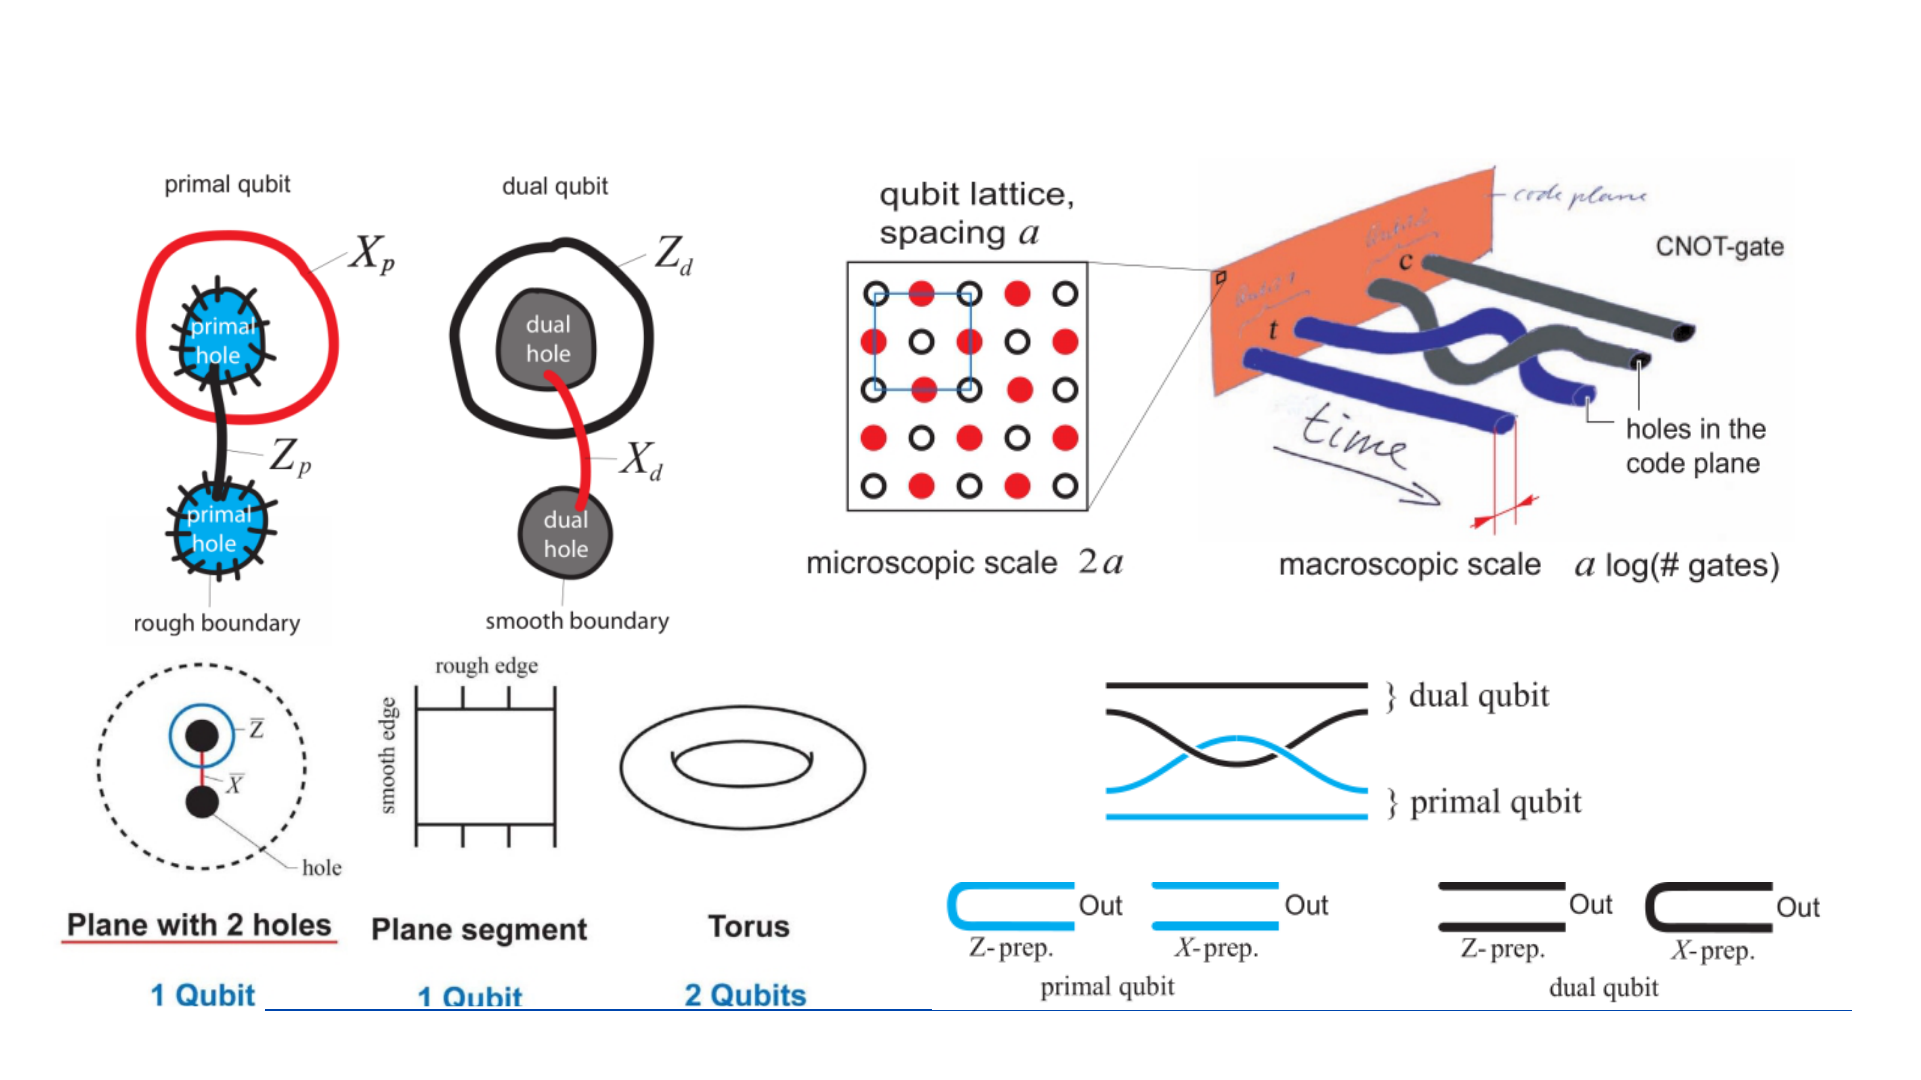 primal qubit
X_p
primal
hole
Z_p
primal
hole
rough boundary
dual qubit
Z_d
dual
hole
X_d
dual
hole
smooth boundary
qubit lattice,
spacing a
microscopic scale 2a
code plane
CNOT-gate
c
t
time
holes in the
code plane
macroscopic scale a log(# gates)
Z̅
X̅
hole
Plane with 2 holes
1 Qubit
rough edge
smooth edge
Plane segment
1 Qubit
Torus
2 Qubits
} dual qubit
} primal qubit
Out
Z-prep.
Out
X-prep.
primal qubit
Out
Z-prep.
Out
X-prep.
dual qubit